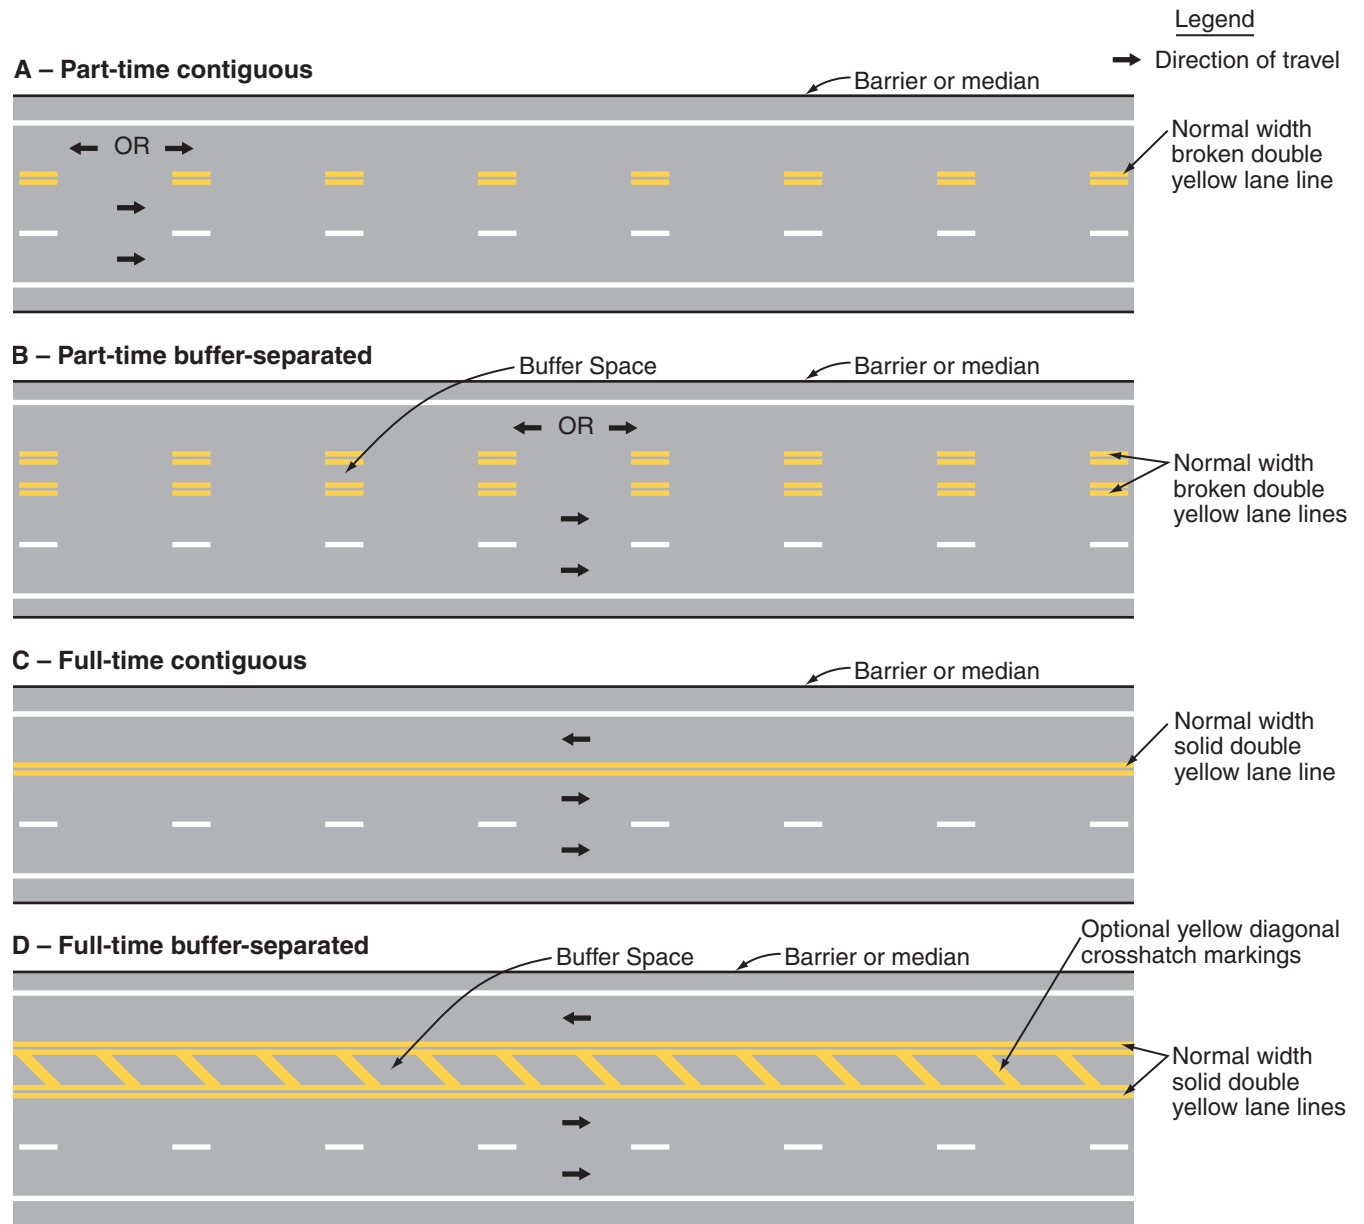 Legend
Direction of travel
A – Part-time contiguous
Barrier or median
OR
Normal width
broken double
yellow lane line
B – Part-time buffer-separated
Buffer Space
Barrier or median
OR
Normal width
broken double
yellow lane lines
C – Full-time contiguous
Barrier or median
Normal width
solid double
yellow lane line
D – Full-time buffer-separated
Buffer Space
Barrier or median
Optional yellow diagonal
crosshatch markings
Normal width
solid double
yellow lane lines